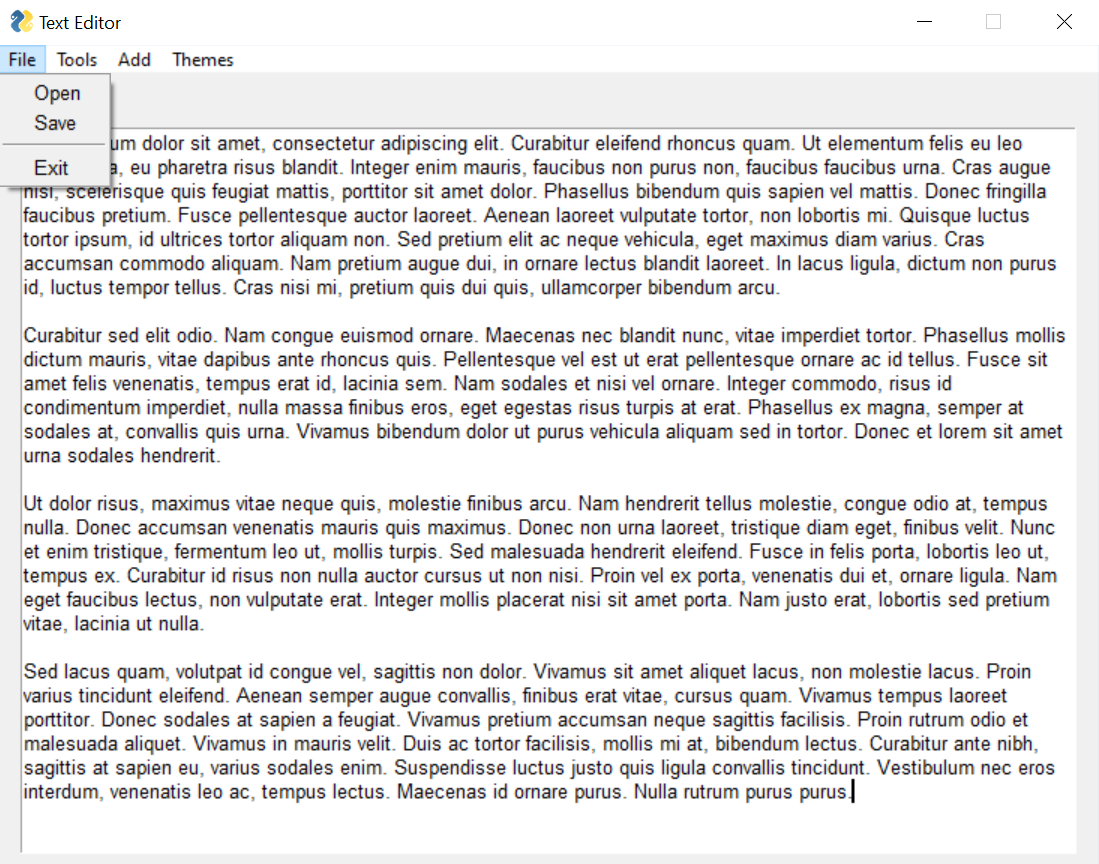 Text Editor
File Tools Add Themes
Open
Save
Exit
um dolor sit amet, consectetur adipiscing elit. Curabitur eleifend rhoncus quam. Ut elementum felis eu leo
a, eu pharetra risus blandit. Integer enim mauris, faucibus non purus non, faucibus faucibus urna. Cras augue
nisi, scelerisque quis feugiat mattis, porttitor sit amet dolor. Phasellus bibendum quis sapien vel mattis. Donec fringilla
faucibus pretium. Fusce pellentesque auctor laoreet. Aenean laoreet vulputate tortor, non lobortis mi. Quisque luctus
tortor ipsum, id ultrices tortor aliquam non. Sed pretium elit ac neque vehicula, eget maximus diam varius. Cras
accumsan commodo aliquam. Nam pretium augue dui, in ornare lectus blandit laoreet. In lacus ligula, dictum non purus
id, luctus tempor tellus. Cras nisi mi, pretium quis dui quis, ullamcorper bibendum arcu.
Curabitur sed elit odio. Nam congue euismod ornare. Maecenas nec blandit nunc, vitae imperdiet tortor. Phasellus mollis
dictum mauris, vitae dapibus ante rhoncus quis. Pellentesque vel est ut erat pellentesque ornare ac id tellus. Fusce sit
amet felis venenatis, tempus erat id, lacinia sem. Nam sodales et nisi vel ornare. Integer commodo, risus id
condimentum imperdiet, nulla massa finibus eros, eget egestas risus turpis at erat. Phasellus ex magna, semper at
sodales at, convallis quis urna. Vivamus bibendum dolor ut purus vehicula aliquam sed in tortor. Donec et lorem sit amet
urna sodales hendrerit.
Ut dolor risus, maximus vitae neque quis, molestie finibus arcu. Nam hendrerit tellus molestie, congue odio at, tempus
nulla. Donec accumsan venenatis mauris quis maximus. Donec non urna laoreet, tristique diam eget, finibus velit. Nunc
et enim tristique, fermentum leo ut, mollis turpis. Sed malesuada hendrerit eleifend. Fusce in felis porta, lobortis leo ut,
tempus ex. Curabitur id risus non nulla auctor cursus ut non nisi. Proin vel ex porta, venenatis dui et, ornare ligula. Nam
eget faucibus lectus, non vulputate erat. Integer mollis placerat nisi sit amet porta. Nam justo erat, lobortis sed pretium
vitae, lacinia ut nulla.
Sed lacus quam, volutpat id congue vel, sagittis non dolor. Vivamus sit amet aliquet lacus, non molestie lacus. Proin
varius tincidunt eleifend. Aenean semper augue convallis, finibus erat vitae, cursus quam. Vivamus tempus laoreet
porttitor. Donec sodales at sapien a feugiat. Vivamus pretium accumsan neque sagittis facilisis. Proin rutrum odio et
malesuada aliquet. Vivamus in mauris velit. Duis ac tortor facilisis, mollis mi at, bibendum lectus. Curabitur ante nibh,
sagittis at sapien eu, varius sodales enim. Suspendisse luctus justo quis ligula convallis tincidunt. Vestibulum nec eros
interdum, venenatis leo ac, tempus lectus. Maecenas id ornare purus. Nulla rutrum purus purus.